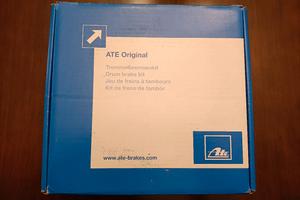 ATE Original
Trommelbremsenkit
Drum brake kit
Jeu de freins à tambours
Kit de freno de tambor
www.ate-brakes.com
Ate